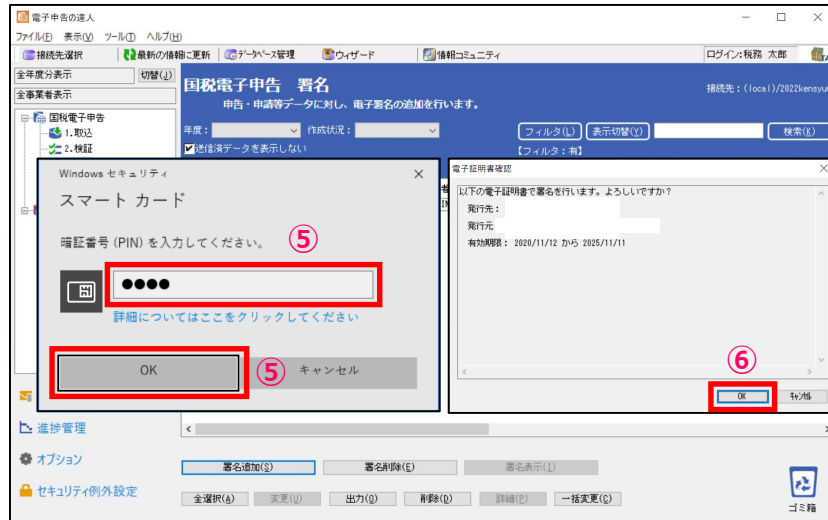 電子申告の達人
ファイル(F) 表示(V) ツール(T) ヘルプ(H)
接続先選択 最新の情報に更新 データベース管理 ウィザード 情報コミュニティ ログイン:税務 太郎
全年度分表示 切替(J)
全事業者表示
国税電子申告
1.取込
2.検証
国税電子申告 署名
申告・申請等データに対し、電子署名の追加を行います。
接続先:(local)/2022kensyu
年度: 作成状況: フィルタ(L) 表示切替(Y) 検索(K)
送信済データを表示しない 【フィルタ:有】
Windows セキュリティ
スマート カード
暗証番号 (PIN) を入力してください。 ⑤
●●●●
詳細についてはここをクリックしてください
OK ⑤ キャンセル
電子証明書確認
以下の電子証明書で署名を行います。よろしいですか?
発行先:
発行元
有効期限: 2020/11/12 から 2025/11/11
⑥
OK キャンセル
進捗管理
オプション
セキュリティ例外設定
署名追加(S) 署名削除(E) 署名表示(I)
全選択(A) 変更(U) 出力(O) 削除(D) 詳細(P) 一括変更(C)
ゴミ箱